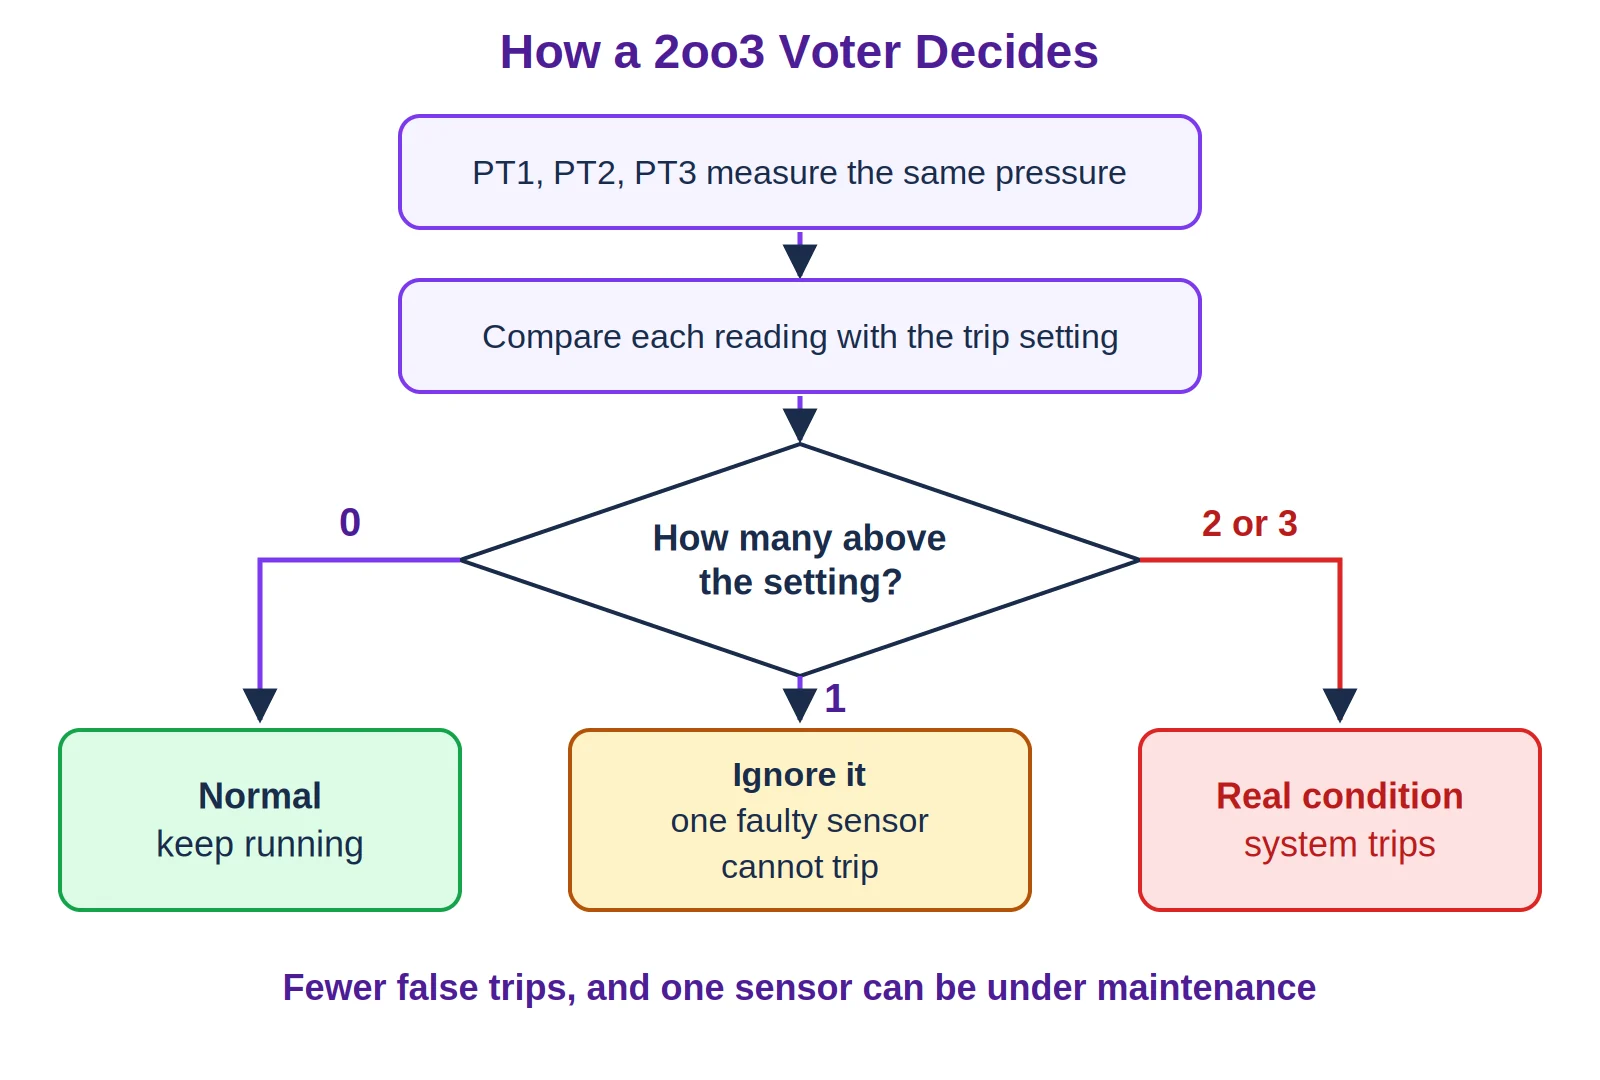 How a 2oo3 Voter Decides
PT1, PT2, PT3 measure the same pressure
Compare each reading with the trip setting
How many above
the setting?
0
2 or 3
1
Normal
keep running
Ignore it
one faulty sensor
cannot trip
Real condition
system trips
Fewer false trips, and one sensor can be under maintenance